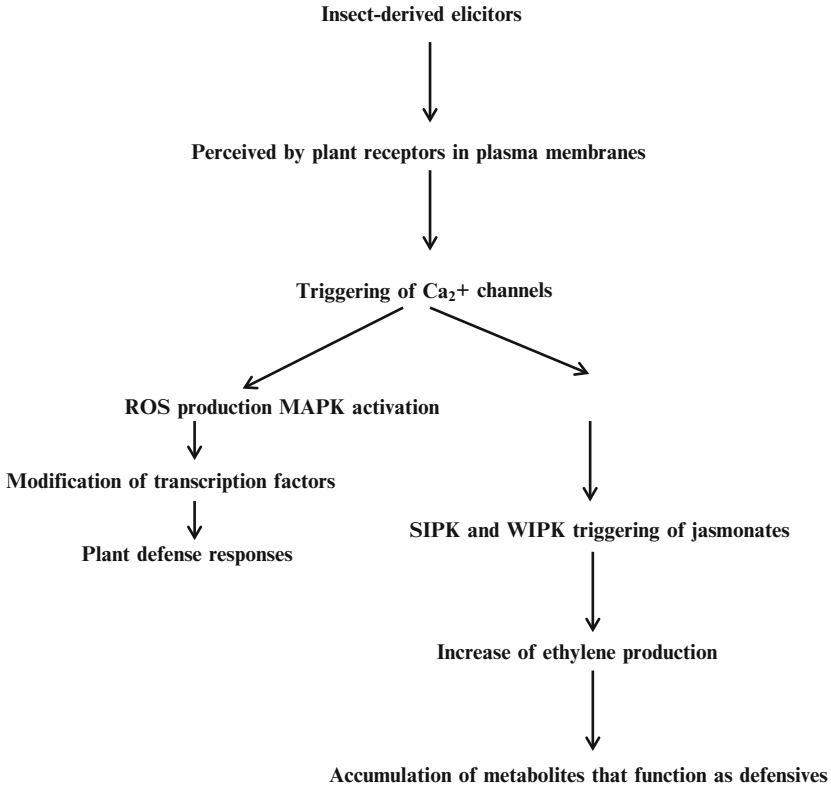 Insect-derived elicitors
Perceived by plant receptors in plasma membranes
Triggering of Ca₂+ channels
ROS production MAPK activation
Modification of transcription factors
Plant defense responses
SIPK and WIPK triggering of jasmonates
Increase of ethylene production
Accumulation of metabolites that function as defensives